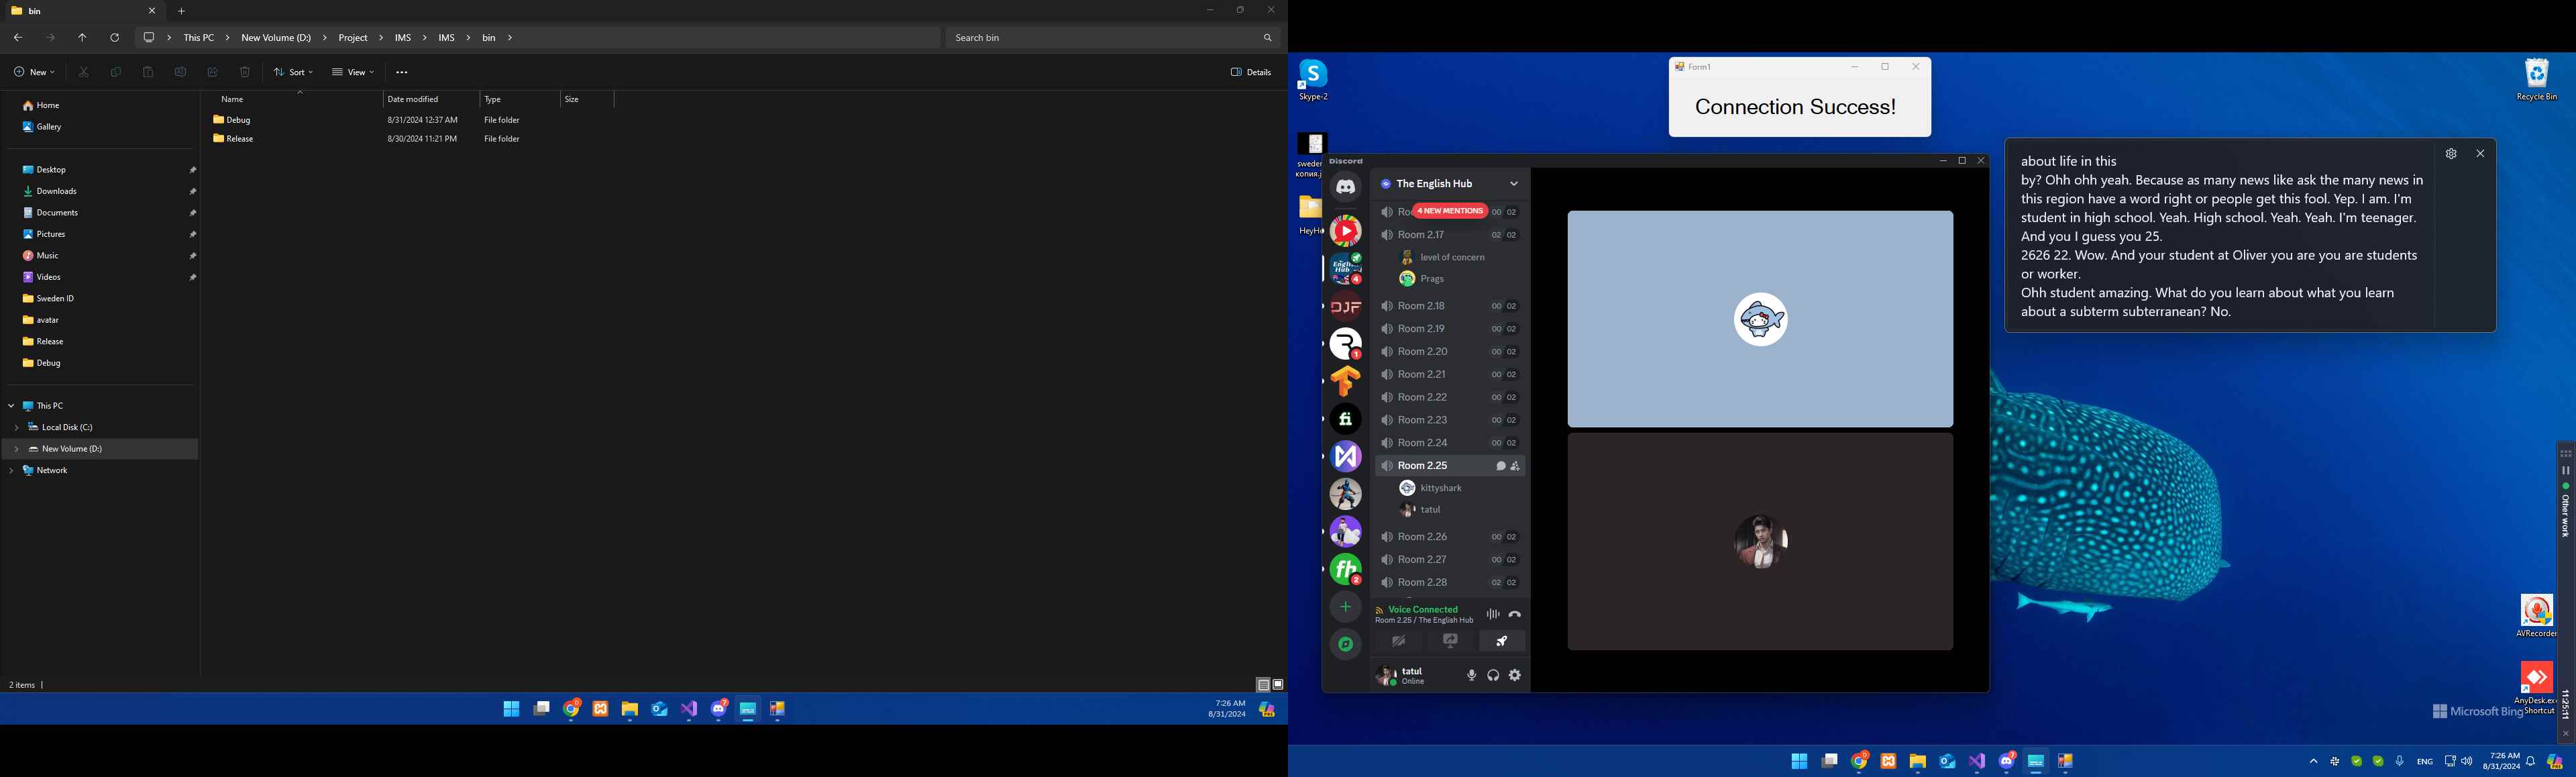 bin
This PC
New Volume (D:)
Project
IMS
IMS
bin
Search bin
New
Sort
View
Details
Name
Date modified
Type
Size
Home
Gallery
Desktop
Downloads
Documents
Pictures
Music
Videos
Sweden ID
avatar
Release
Debug
This PC
Local Disk (C:)
New Volume (D:)
Network
Debug
8/31/2024 12:37 AM
File folder
Release
8/30/2024 11:21 PM
File folder
2 items
7:26 AM
8/31/2024
Skype-2
sweden
копия.j
HeyHe
Form1
Connection Success!
Recycle Bin
Discord
The English Hub
4 NEW MENTIONS
00 02
Room 2.17
02 02
level of concern
Prags
Room 2.18
00 02
Room 2.19
00 02
Room 2.20
00 02
Room 2.21
00 02
Room 2.22
00 02
Room 2.23
00 02
Room 2.24
00 02
Room 2.25
kittyshark
tatul
Room 2.26
00 02
Room 2.27
00 02
Room 2.28
02 02
Voice Connected
Room 2.25 / The English Hub
tatul
Online
about life in this
by? Ohh ohh yeah. Because as many news like ask the many news in
this region have a word right or people get this fool. Yep. I am. I'm
student in high school. Yeah. High school. Yeah. Yeah. I'm teenager.
And you I guess you 25.
2626 22. Wow. And your student at Oliver you are you are students
or worker.
Ohh student amazing. What do you learn about what you learn
about a subterm subterranean? No.
Other work
11:25:11
AVRecorder
AnyDesk.exe
Shortcut
Microsoft Bing
ENG
7:26 AM
8/31/2024